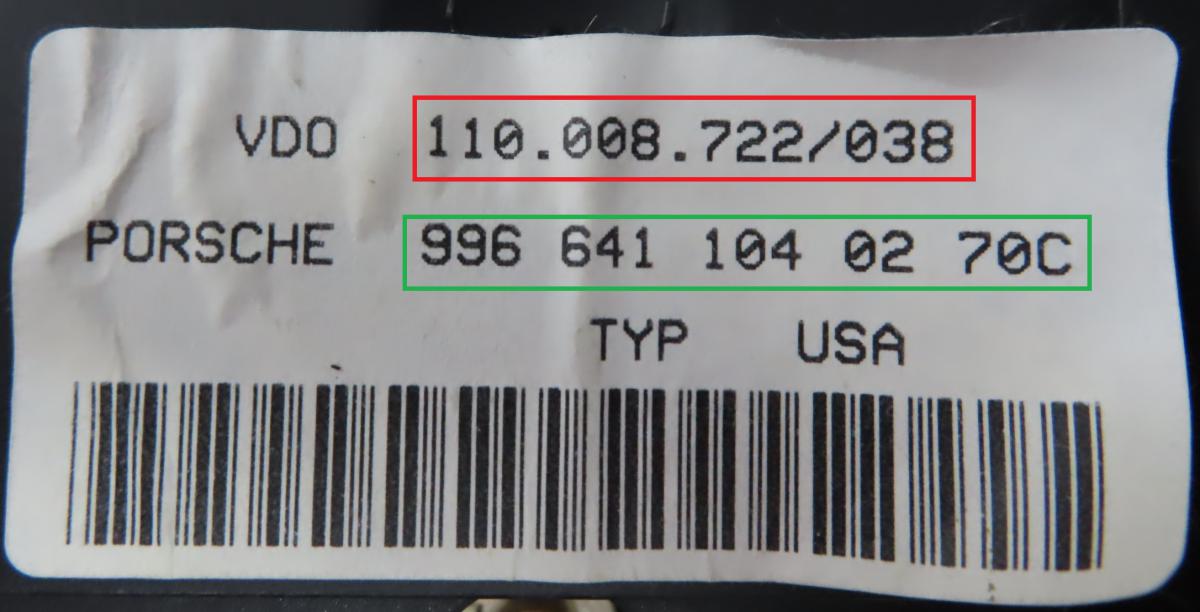 VDO 110.008.722/038
PORSCHE 996 641 104 02 70C
TYP USA